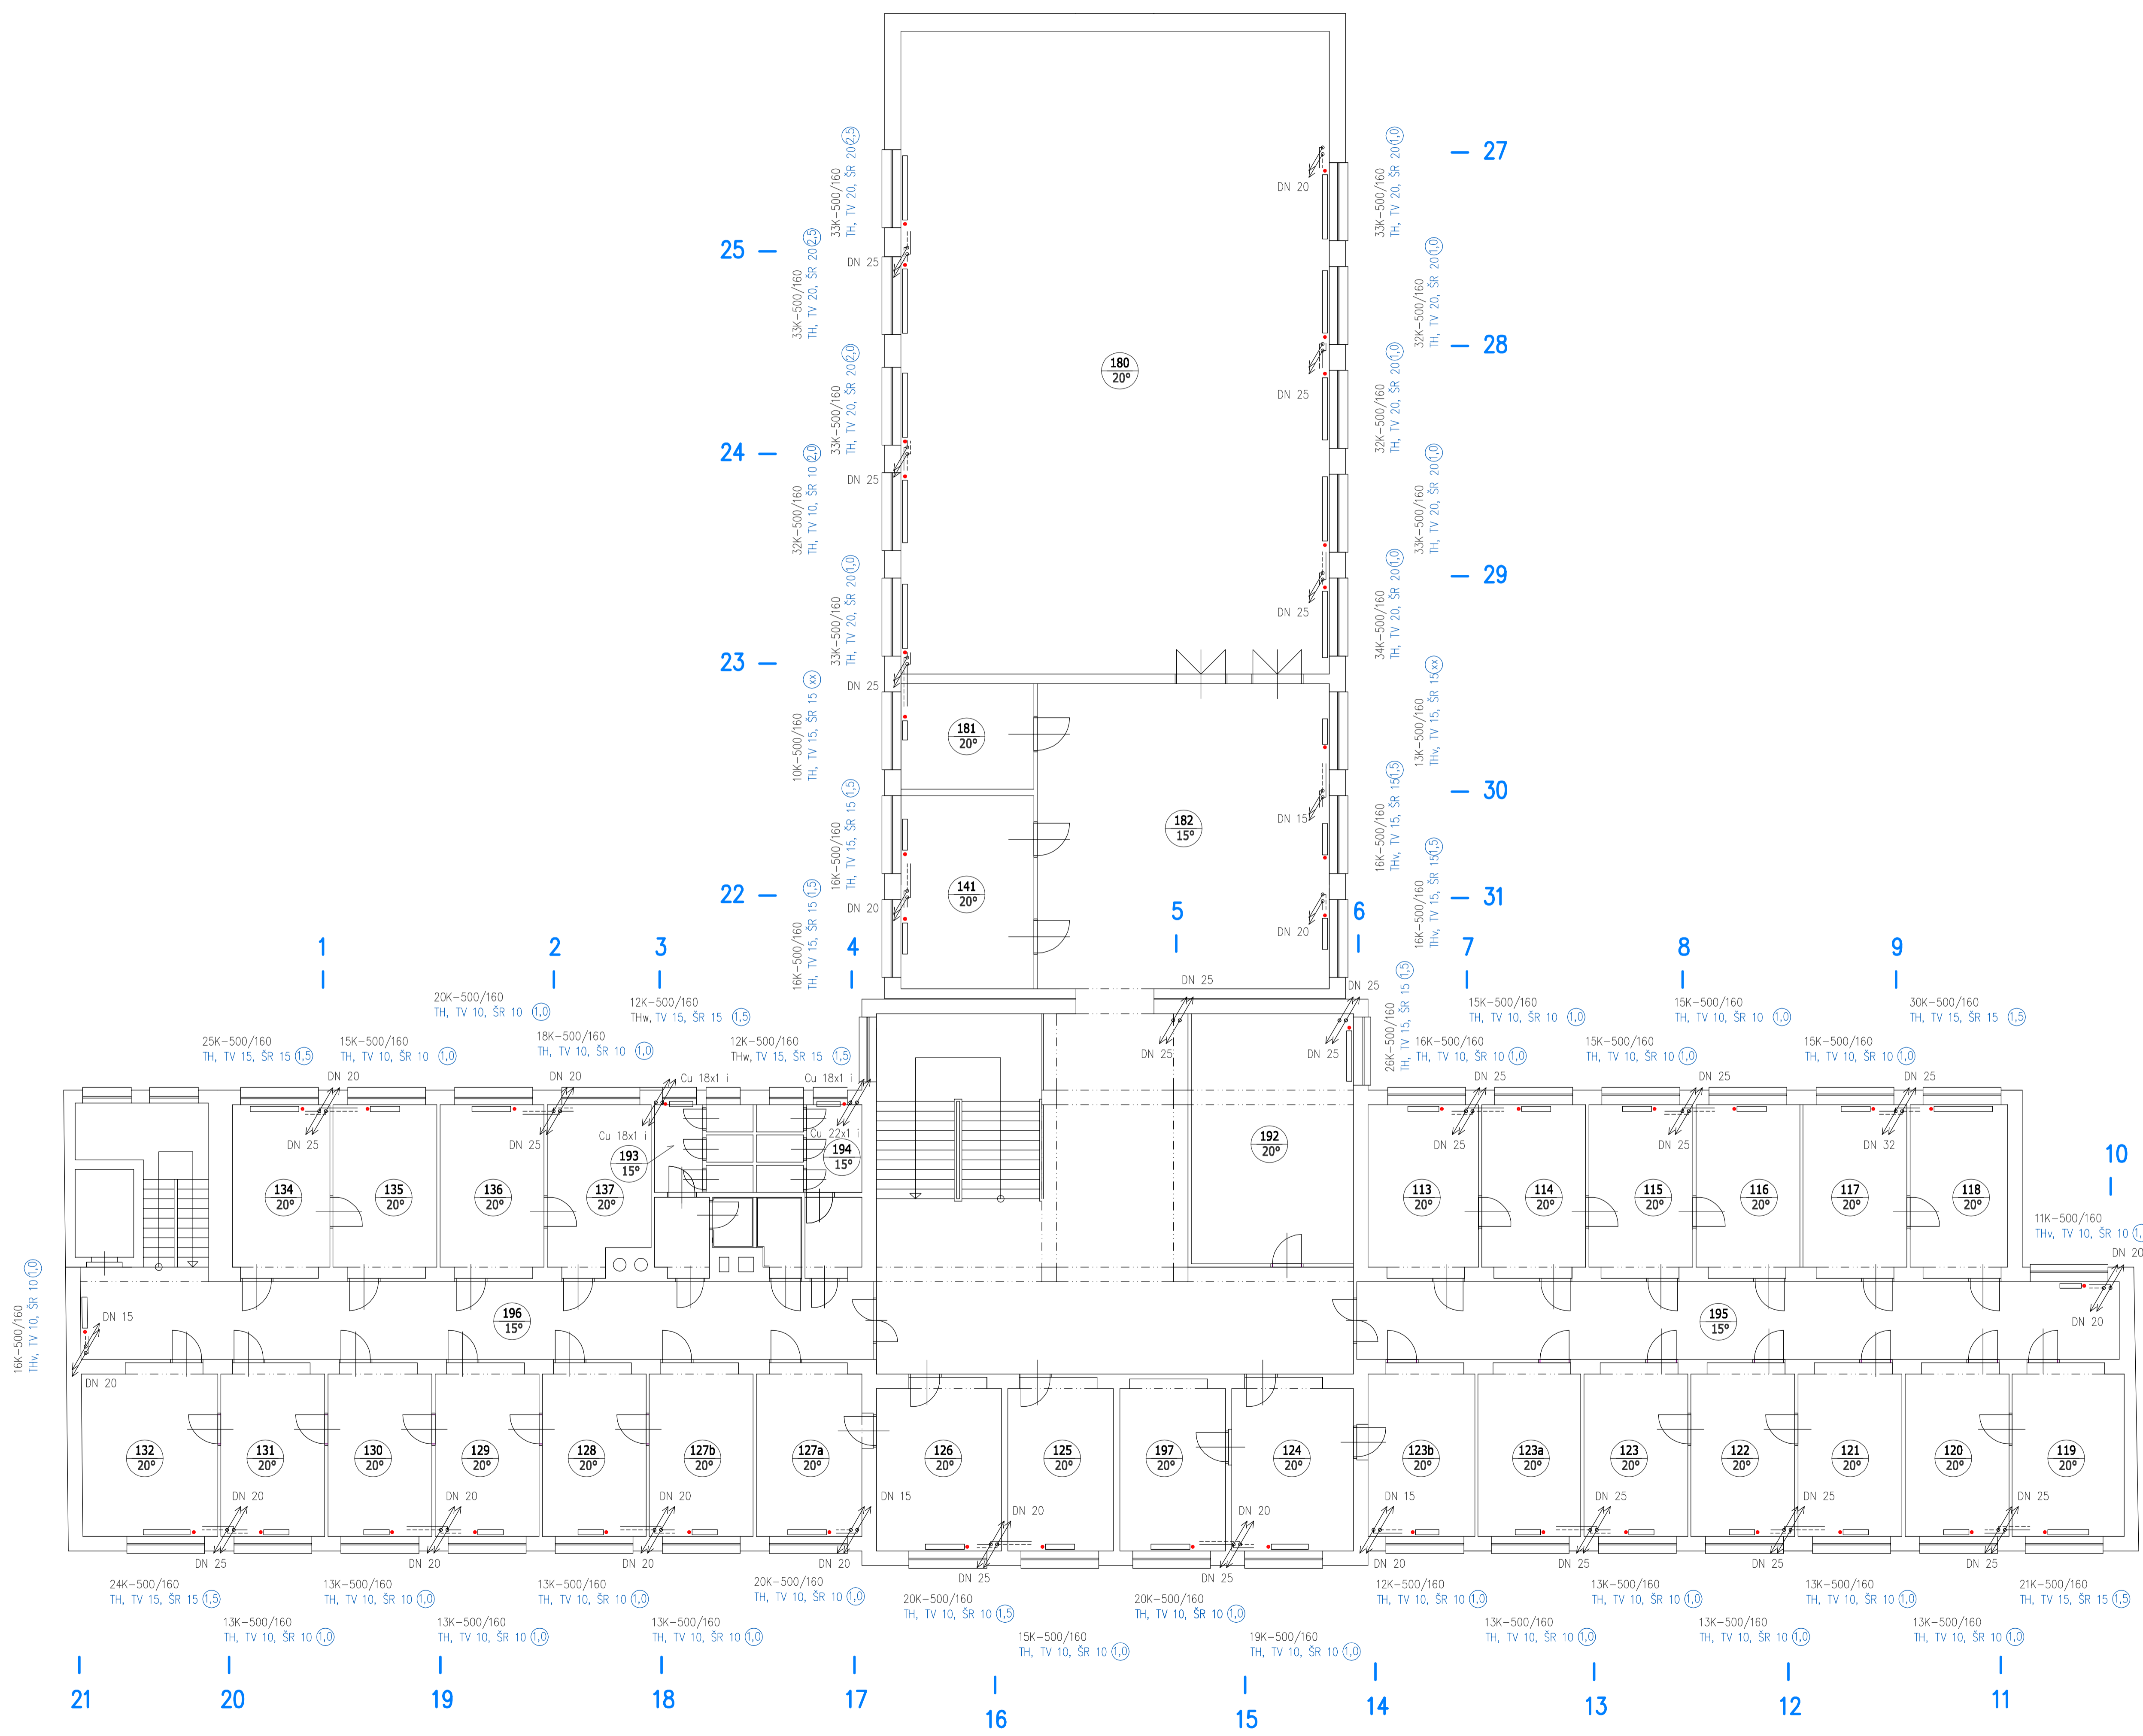 27
33K-500/160
TH, TV 20, ŠR 20 2,5
33K-500/160
TH, TV 20, ŠR 20 1,0
DN 20
25
33K-500/160
TH, TV 20, ŠR 20 2,5
DN 25
32K-500/160
TH, TV 20, ŠR 20 1,0
28
180
20°
33K-500/160
TH, TV 20, ŠR 20 2,0
DN 25
32K-500/160
TH, TV 20, ŠR 20 1,0
24
32K-500/160
TH, TV 10, ŠR 10 2,0
DN 25
33K-500/160
TH, TV 20, ŠR 20 1,0
29
33K-500/160
TH, TV 20, ŠR 20 1,0
DN 25
34K-500/160
TH, TV 20, ŠR 20 1,0
23
DN 25
10K-500/160
TH, TV 15, ŠR 15 xx
181
20°
13K-500/160
THv, TV 15, ŠR 15 xx
30
16K-500/160
TH, TV 15, ŠR 15 1,5
182
15°
DN 15
16K-500/160
THv, TV 15, ŠR 15 1,5
22
16K-500/160
TH, TV 15, ŠR 15 1,5
DN 20
141
20°
DN 20
16K-500/160
THv, TV 15, ŠR 15 1,5
31
1
2
3
4
5
6
7
8
9
DN 25
DN 25
26K-500/160
TH, TV 15, ŠR 15 1,5
20K-500/160
TH, TV 10, ŠR 10 1,0
12K-500/160
THw, TV 15, ŠR 15 1,5
15K-500/160
TH, TV 10, ŠR 10 1,0
15K-500/160
TH, TV 10, ŠR 10 1,0
30K-500/160
TH, TV 15, ŠR 15 1,5
25K-500/160
TH, TV 15, ŠR 15 1,5
15K-500/160
TH, TV 10, ŠR 10 1,0
18K-500/160
TH, TV 10, ŠR 10 1,0
12K-500/160
THw, TV 15, ŠR 15 1,5
DN 25
DN 25
16K-500/160
TH, TV 10, ŠR 10 1,0
15K-500/160
TH, TV 10, ŠR 10 1,0
15K-500/160
TH, TV 10, ŠR 10 1,0
DN 20
DN 20
Cu 18x1 i
Cu 18x1 i
DN 25
DN 25
DN 25
DN 25
DN 25
Cu 18x1 i
Cu 22x1 i
DN 25
DN 25
DN 32
193
15°
194
15°
192
20°
10
134
20°
135
20°
136
20°
137
20°
113
20°
114
20°
115
20°
116
20°
117
20°
118
20°
11K-500/160
THv, TV 10, ŠR 10
DN 20
16K-500/160
THv, TV 10, ŠR 10 1,0
DN 15
196
15°
195
15°
DN 20
DN 20
132
20°
131
20°
130
20°
129
20°
128
20°
127b
20°
127a
20°
126
20°
125
20°
197
20°
124
20°
123b
20°
123a
20°
123
20°
122
20°
121
20°
120
20°
119
20°
DN 20
DN 20
DN 20
DN 15
DN 20
DN 20
DN 15
DN 25
DN 25
DN 25
DN 25
DN 20
DN 20
DN 20
DN 25
DN 25
DN 20
DN 25
DN 25
DN 25
24K-500/160
TH, TV 15, ŠR 15 1,5
13K-500/160
TH, TV 10, ŠR 10 1,0
13K-500/160
TH, TV 10, ŠR 10 1,0
20K-500/160
TH, TV 10, ŠR 10 1,0
20K-500/160
TH, TV 10, ŠR 10 1,5
20K-500/160
TH, TV 10, ŠR 10 1,0
12K-500/160
TH, TV 10, ŠR 10 1,0
13K-500/160
TH, TV 10, ŠR 10 1,0
13K-500/160
TH, TV 10, ŠR 10 1,0
21K-500/160
TH, TV 15, ŠR 15 1,5
13K-500/160
TH, TV 10, ŠR 10 1,0
13K-500/160
TH, TV 10, ŠR 10 1,0
13K-500/160
TH, TV 10, ŠR 10 1,0
15K-500/160
TH, TV 10, ŠR 10 1,0
19K-500/160
TH, TV 10, ŠR 10 1,0
13K-500/160
TH, TV 10, ŠR 10 1,0
13K-500/160
TH, TV 10, ŠR 10 1,0
13K-500/160
TH, TV 10, ŠR 10 1,0
21
20
19
18
17
16
15
14
13
12
11